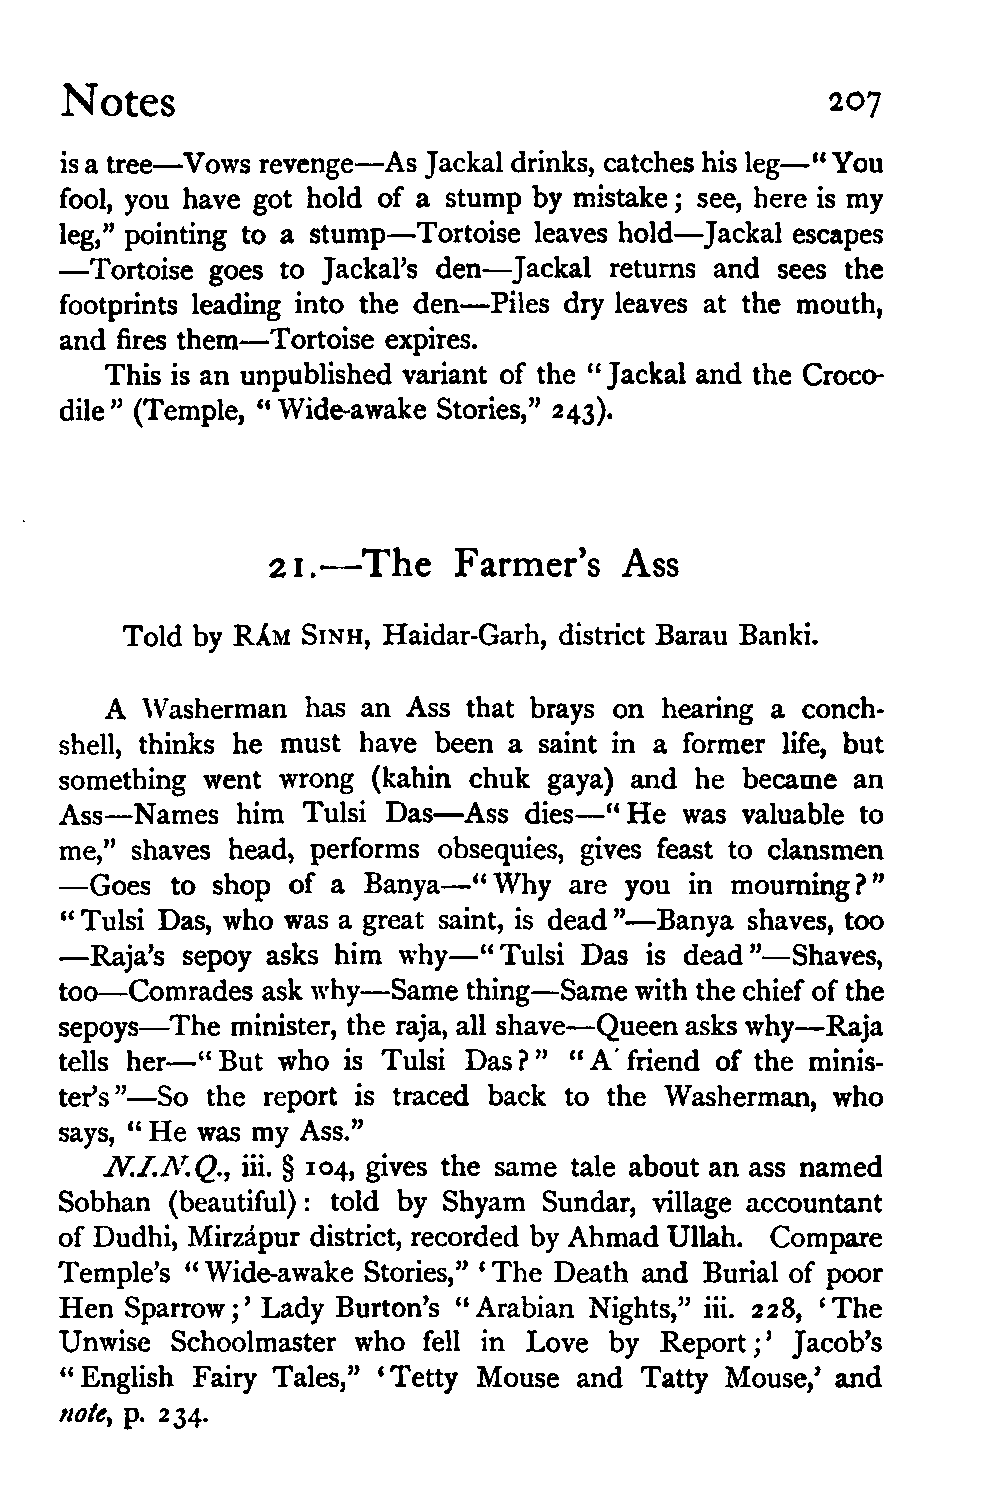 Notes 207
is a tree—Vows revenge—As Jackal drinks, catches his leg—“You
fool, you have got hold of a stump by mistake; see, here is my
leg,” pointing to a stump—Tortoise leaves hold—Jackal escapes
—Tortoise goes to Jackal’s den—Jackal returns and sees the
footprints leading into the den—Piles dry leaves at the mouth,
and fires them—Tortoise expires.
This is an unpublished variant of the “Jackal and the Croco-
dile” (Temple, “Wide-awake Stories,” 243).
21.—The Farmer’s Ass
Told by RÁM SINH, Haidar-Garh, district Barau Banki.
A Washerman has an Ass that brays on hearing a conch-
shell, thinks he must have been a saint in a former life, but
something went wrong (kahin chuk gaya) and he became an
Ass—Names him Tulsi Das—Ass dies—“He was valuable to
me,” shaves head, performs obsequies, gives feast to clansmen
—Goes to shop of a Banya—“Why are you in mourning?”
“Tulsi Das, who was a great saint, is dead”—Banya shaves, too
—Raja’s sepoy asks him why—“Tulsi Das is dead”—Shaves,
too—Comrades ask why—Same thing—Same with the chief of the
sepoys—The minister, the raja, all shave—Queen asks why—Raja
tells her—“But who is Tulsi Das?” “A friend of the minis-
ter’s”—So the report is traced back to the Washerman, who
says, “He was my Ass.”
N.I.N.Q., iii. § 104, gives the same tale about an ass named
Sobhan (beautiful): told by Shyam Sundar, village accountant
of Dudhi, Mirzápur district, recorded by Ahmad Ullah. Compare
Temple’s “Wide-awake Stories,” ‘The Death and Burial of poor
Hen Sparrow;’ Lady Burton’s “Arabian Nights,” iii. 228, ‘The
Unwise Schoolmaster who fell in Love by Report;’ Jacob’s
“English Fairy Tales,” ‘Tetty Mouse and Tatty Mouse,’ and
note, p. 234.